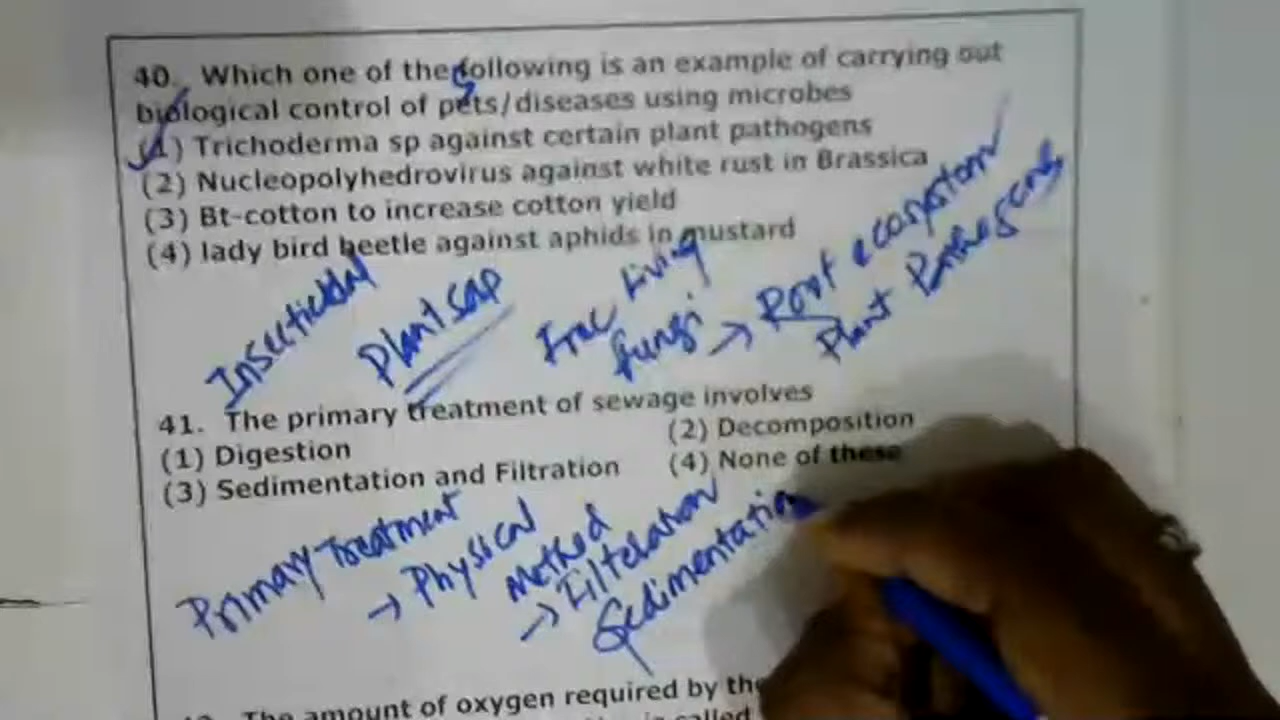 40. Which one of the following is an example of carrying out
biological control of pets/diseases using microbes
s
(1) Trichoderma sp against certain plant pathogens
(2) Nucleopolyhedrovirus against white rust in Brassica
(3) Bt-cotton to increase cotton yield
(4) lady bird beetle against aphids in mustard
Insecticidal
Plant sap
Free Living
fungi → Root ecosystem
Plant Pathogens
41. The primary treatment of sewage involves
(1) Digestion (2) Decomposition
(3) Sedimentation and Filtration (4) None of these
Primary Treatment
→ Physical
Method
→ Filteration
Sedimentation
The amount of oxygen required by the
is called